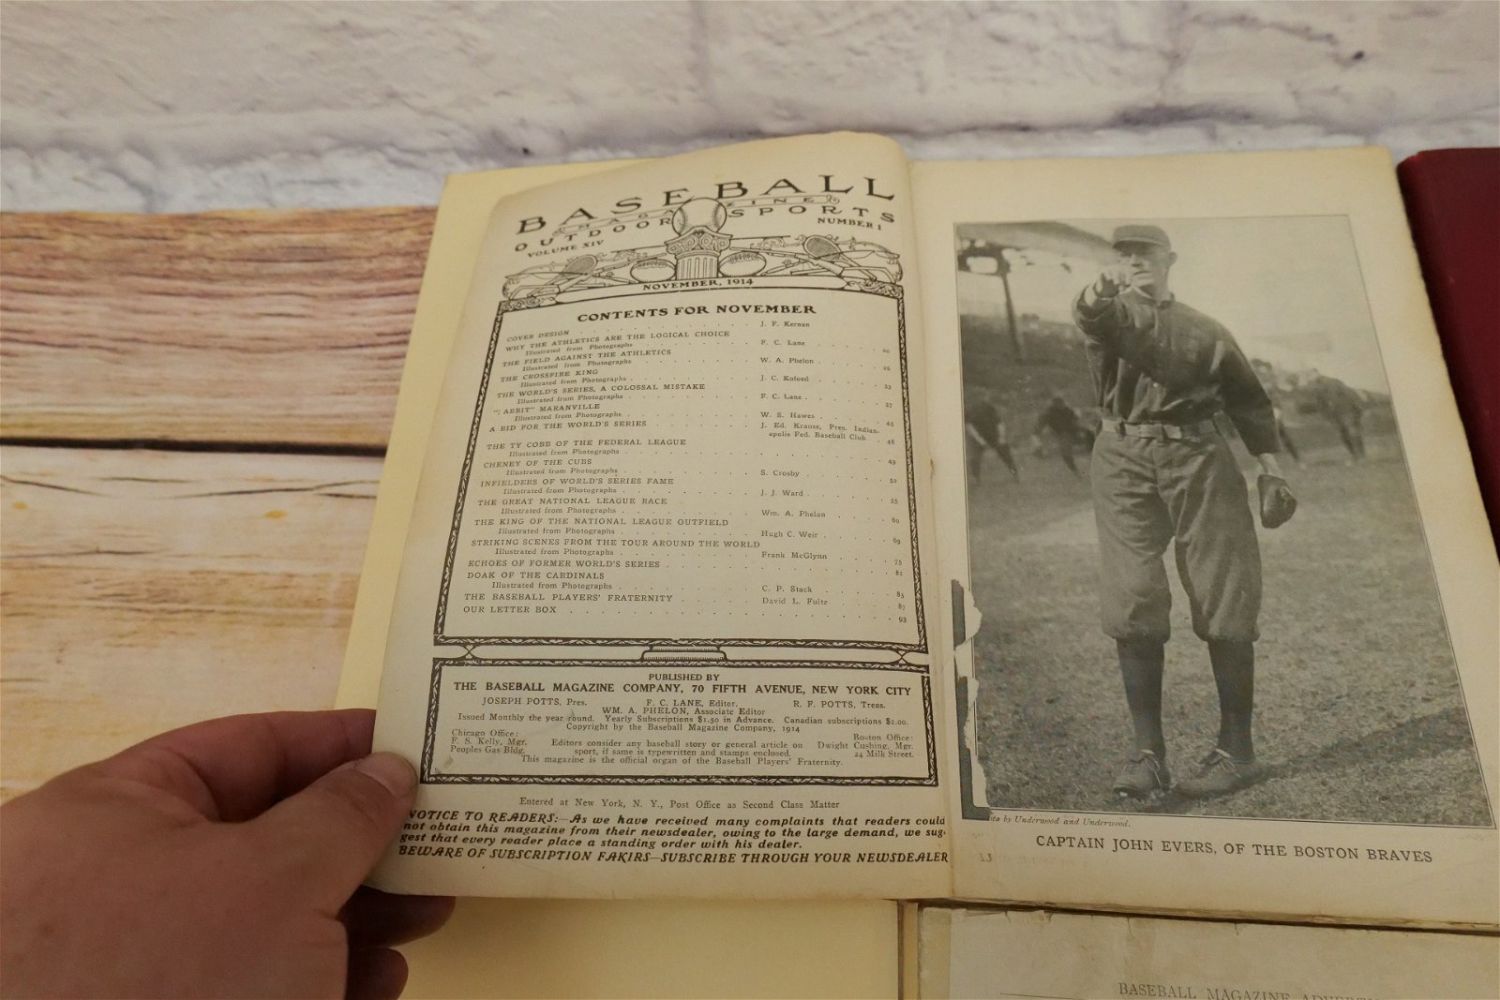 BASEBALL
MAGAZINE
OUTDOOR SPORTS
VOLUME XIV
NUMBER 1
NOVEMBER, 1914
CONTENTS FOR NOVEMBER
COVER DESIGN J. F. Kernan
WHY THE ATHLETICS ARE THE LOGICAL CHOICE F. C. Lane
Illustrated from Photographs
THE FIELD AGAINST THE ATHLETICS W. A. Phelon
Illustrated from Photographs
THE CROSSFIRE KING J. C. Kofoed
Illustrated from Photographs
THE WORLD'S SERIES, A COLOSSAL MISTAKE F. C. Lane
Illustrated from Photographs
MARANVILLE W. S. Hawes
Illustrated from Photographs
A BID FOR THE WORLD'S SERIES J. Ed. Krause, Pres. Indian-
apolis Fed. Baseball Club
THE TY COBB OF THE FEDERAL LEAGUE
Illustrated from Photographs
CHENEY OF THE CUBS S. Crosby
Illustrated from Photographs
INFIELDERS OF WORLD'S SERIES FAME J. J. Ward
Illustrated from Photographs
THE GREAT NATIONAL LEAGUE RACE Wm. A. Phelan
Illustrated from Photographs
THE KING OF THE NATIONAL LEAGUE OUTFIELD Hugh C. Weir
Illustrated from Photographs
STRIKING SCENES FROM THE TOUR AROUND THE WORLD Frank McGlynn
Illustrated from Photographs 75
ECHOES OF FORMER WORLD'S SERIES 81
DOAK OF THE CARDINALS C. P. Stack
Illustrated from Photographs 85
THE BASEBALL PLAYERS' FRATERNITY David L. Fultz 87
OUR LETTER BOX 92
PUBLISHED BY
THE BASEBALL MAGAZINE COMPANY, 70 FIFTH AVENUE, NEW YORK CITY
JOSEPH POTTS, Pres. F. C. LANE, Editor. R. F. POTTS, Treas.
WM. A. PHELON, Associate Editor
Issued Monthly the year round. Yearly Subscriptions $1.50 in Advance. Canadian subscriptions $2.00.
Copyright by the Baseball Magazine Company, 1914
Chicago Office:
F. S. Kelly, Mgr.
Peoples Gas Bldg.
Editors consider any baseball story or general article on
sport, if same is typewritten and stamps enclosed.
This magazine is the official organ of the Baseball Players' Fraternity.
Boston Office:
Dwight Cushing, Mgr.
24 Milk Street.
Entered at New York, N. Y., Post Office as Second Class Matter
NOTICE TO READERS:—As we have received many complaints that readers could
not obtain this magazine from their newsdealer, owing to the large demand, we sug-
gest that every reader place a standing order with his dealer.
BEWARE OF SUBSCRIPTION FAKIRS—SUBSCRIBE THROUGH YOUR NEWSDEALER
by Underwood and Underwood.
CAPTAIN JOHN EVERS, OF THE BOSTON BRAVES
BASEBALL MAGAZINE